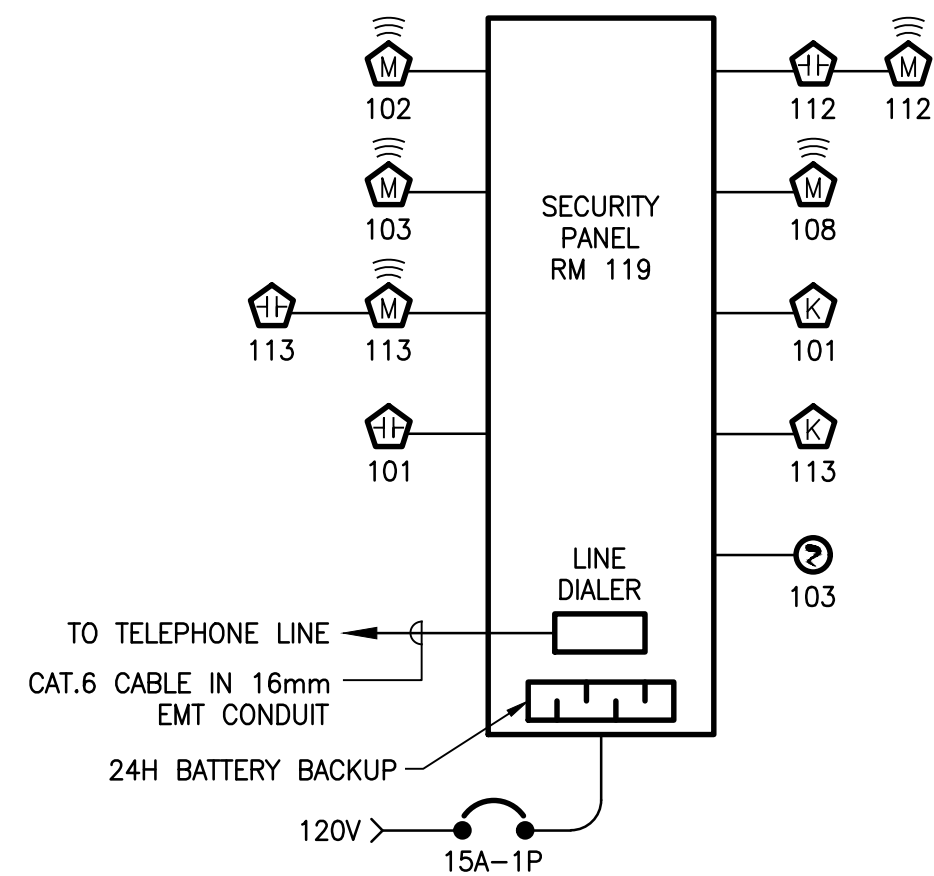 M
102
M
103
M
113
113
101
SECURITY
PANEL
RM 119
M
112
112
M
108
K
101
K
113
103
LINE
DIALER
TO TELEPHONE LINE
CAT.6 CABLE IN 16mm
EMT CONDUIT
24H BATTERY BACKUP
120V
15A-1P